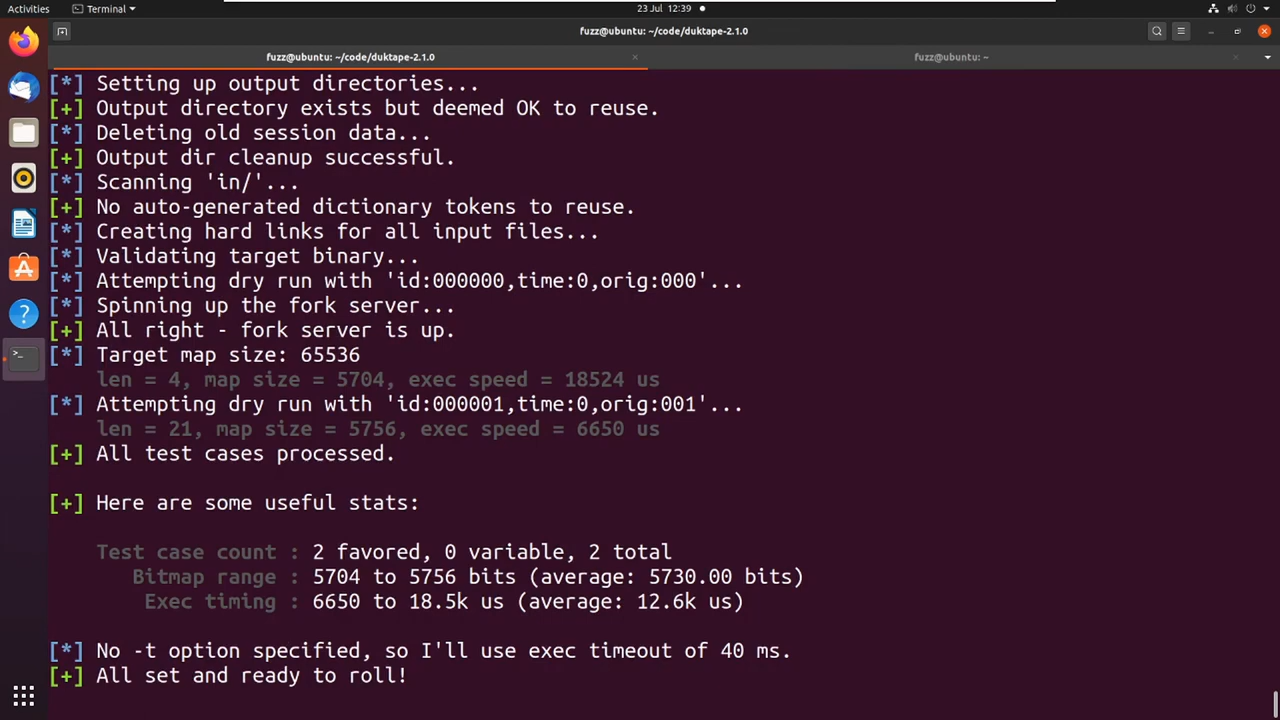 Activities
Terminal
23 Jul 12:39
fuzz@ubuntu: ~/code/duktape-2.1.0
fuzz@ubuntu: ~/code/duktape-2.1.0
fuzz@ubuntu: ~
[*] Setting up output directories...
[+] Output directory exists but deemed OK to reuse.
[*] Deleting old session data...
[+] Output dir cleanup successful.
[*] Scanning 'in/'...
[+] No auto-generated dictionary tokens to reuse.
[*] Creating hard links for all input files...
[*] Validating target binary...
[*] Attempting dry run with 'id:000000,time:0,orig:000'...
[*] Spinning up the fork server...
[+] All right - fork server is up.
[*] Target map size: 65536
len = 4, map size = 5704, exec speed = 18524 us
[*] Attempting dry run with 'id:000001,time:0,orig:001'...
len = 21, map size = 5756, exec speed = 6650 us
[+] All test cases processed.
[+] Here are some useful stats:
Test case count : 2 favored, 0 variable, 2 total
Bitmap range : 5704 to 5756 bits (average: 5730.00 bits)
Exec timing : 6650 to 18.5k us (average: 12.6k us)
[*] No -t option specified, so I'll use exec timeout of 40 ms.
[+] All set and ready to roll!